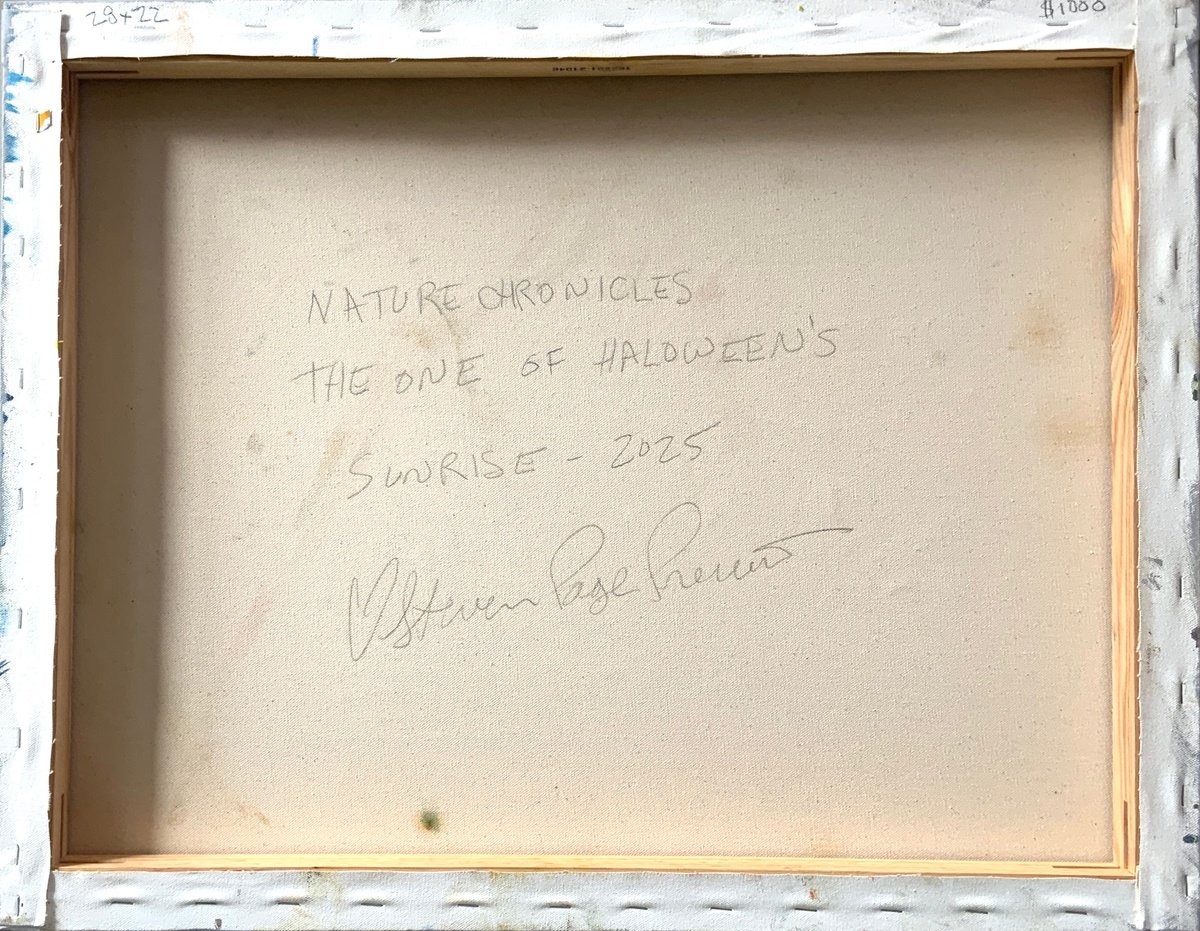 28x22
$1000
NATURE CHRONICLES
THE ONE OF HALOWEEN'S
SUNRISE - 2025
Steven Page Prewitt